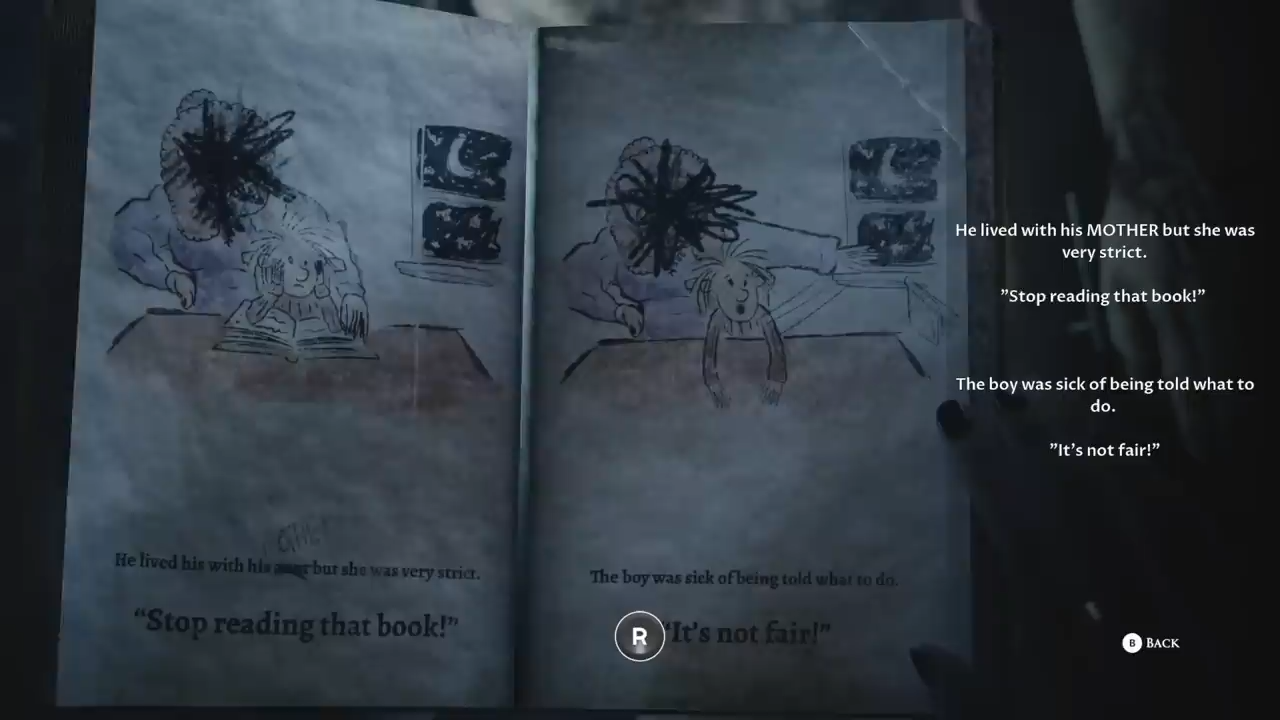 He lived his with his but she was very strict.
“Stop reading that book!”
The boy was sick of being told what to do.
“It's not fair!”
R
He lived with his MOTHER but she was
very strict.
”Stop reading that book!”
The boy was sick of being told what to
do.
”It's not fair!”
B BACK